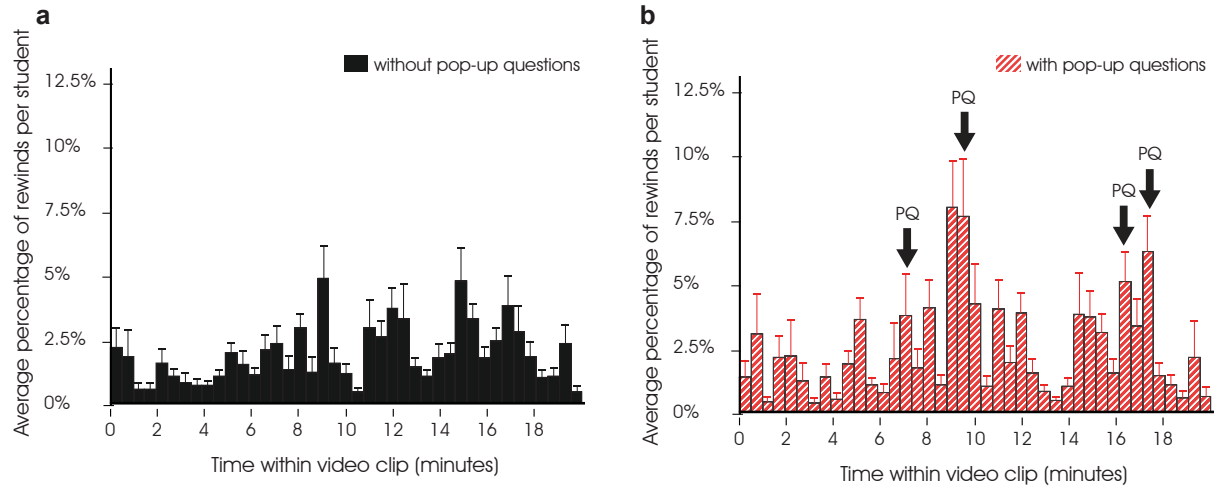 a
without pop-up questions
Average percentage of rewinds per student
12.5%
10%
7.5%
5%
2.5%
0%
0 2 4 6 8 10 12 14 16 18
Time within video clip (minutes)
b
with pop-up questions
Average percentage of rewinds per student
12.5%
10%
7.5%
5%
2.5%
0%
PQ
PQ
PQ
PQ
0 2 4 6 8 10 12 14 16 18
Time within video clip (minutes)